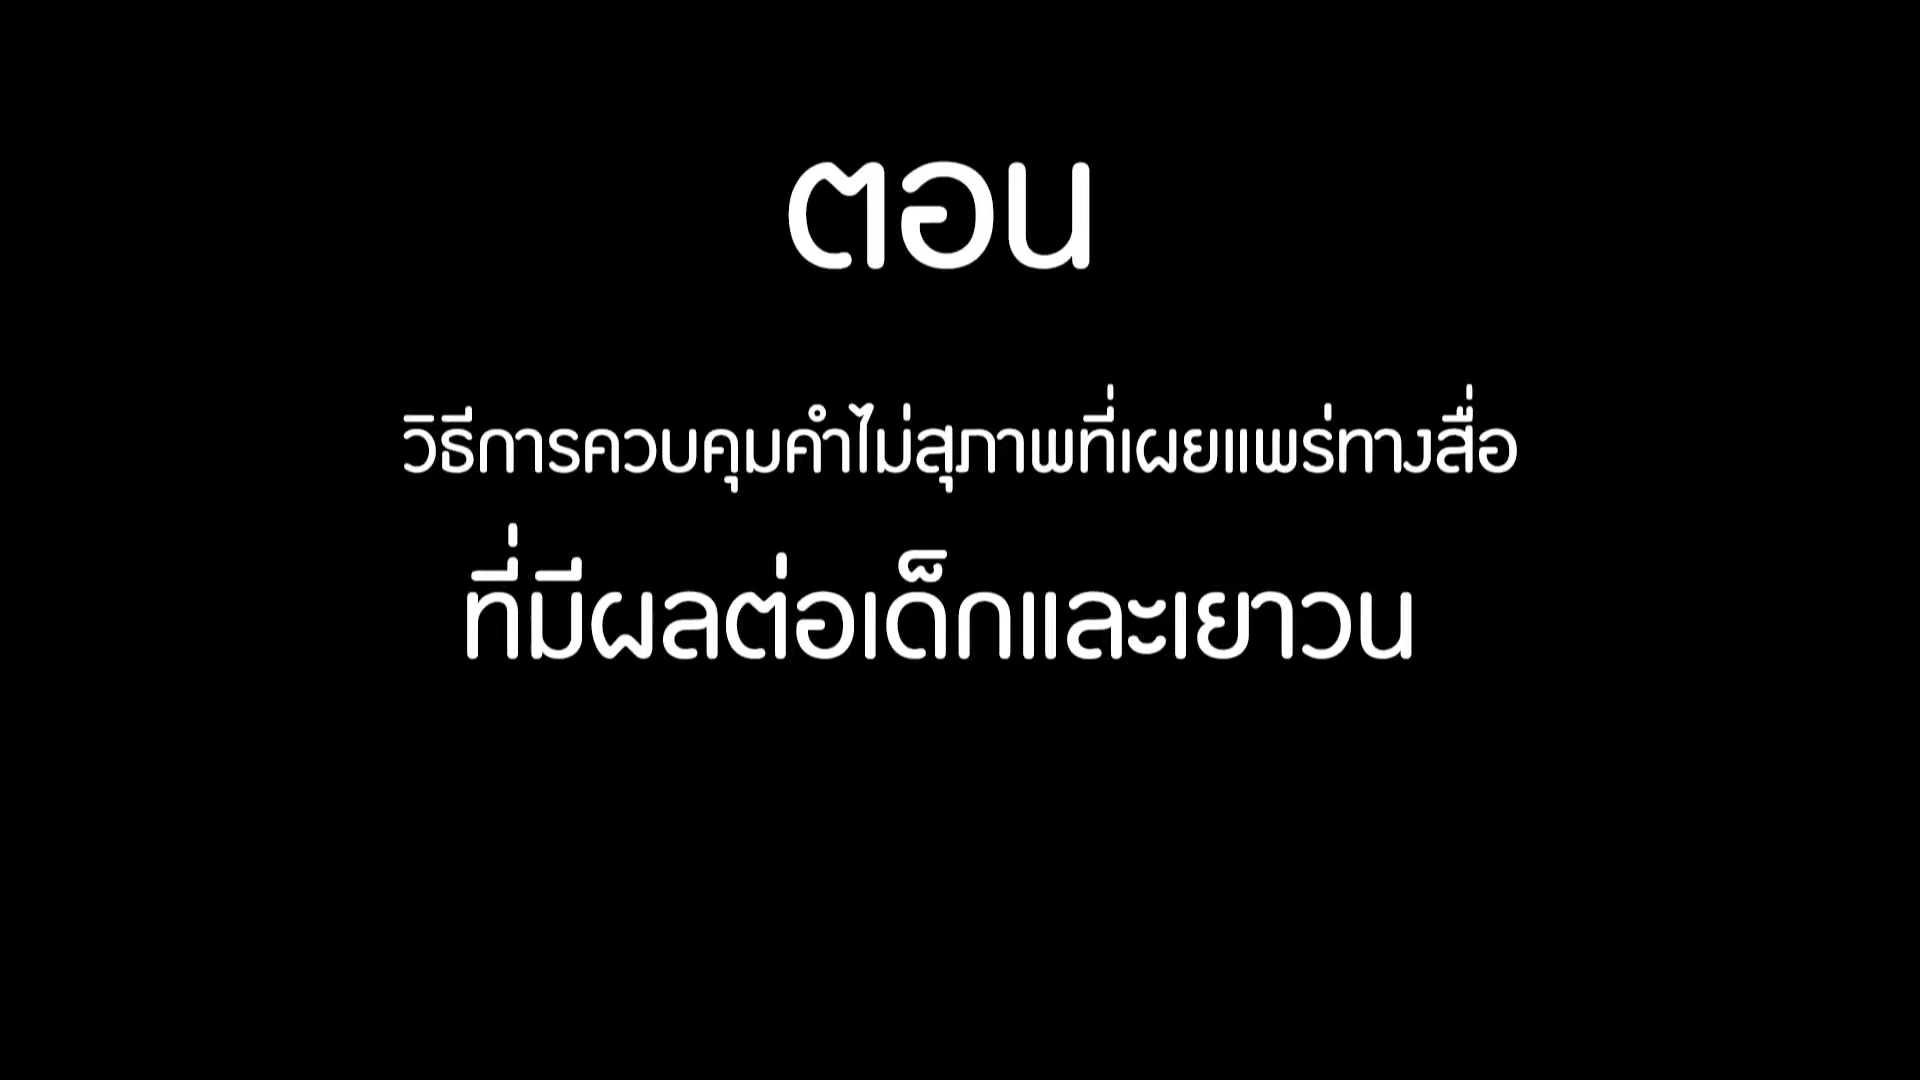 ตอน
วิธีการควบคุมคำไม่สุภาพที่เผยแพร่ทางสื่อ
ที่มีผลต่อเด็กและเยาวน